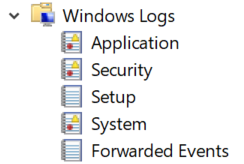 Windows Logs
Application
Security
Setup
System
Forwarded Events